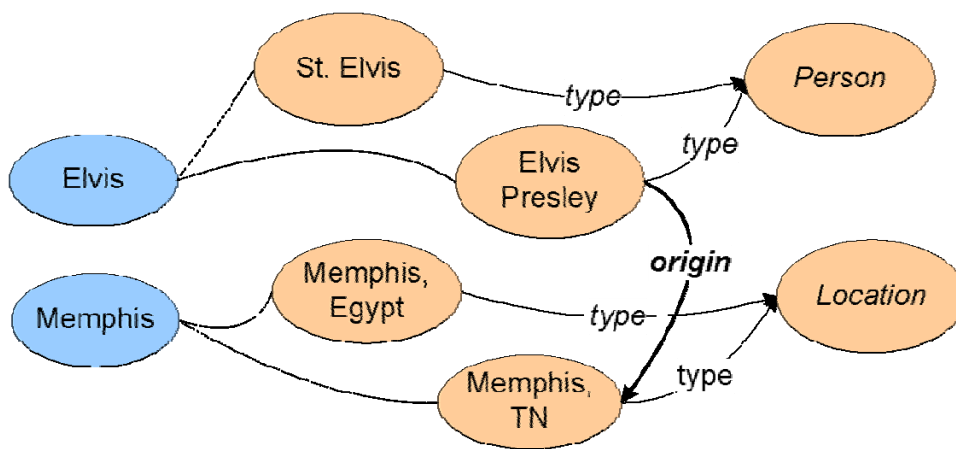 St. Elvis
Person
type
type
Elvis
Elvis
Presley
origin
Memphis,
Egypt
Location
Memphis
type
type
Memphis,
TN